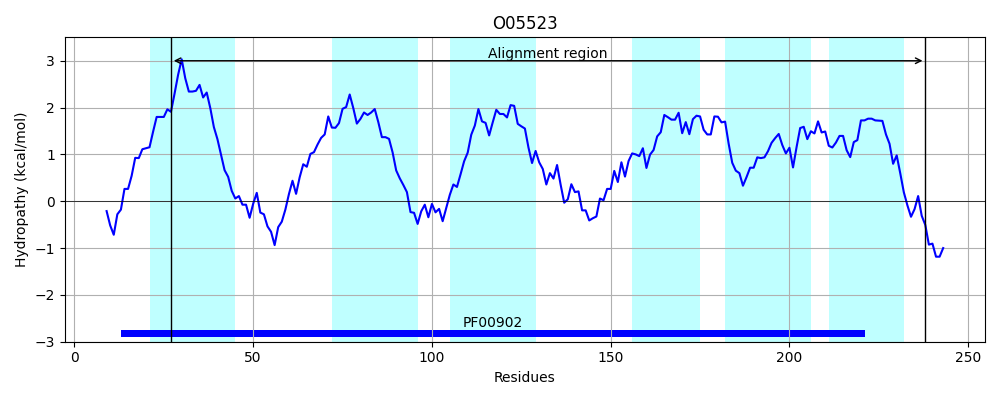 O05523
Hydropathy (kcal/mol)
3
2
1
0
−1
−2
−3
Alignment region
PF00902
0
50
100
150
200
250
Residues